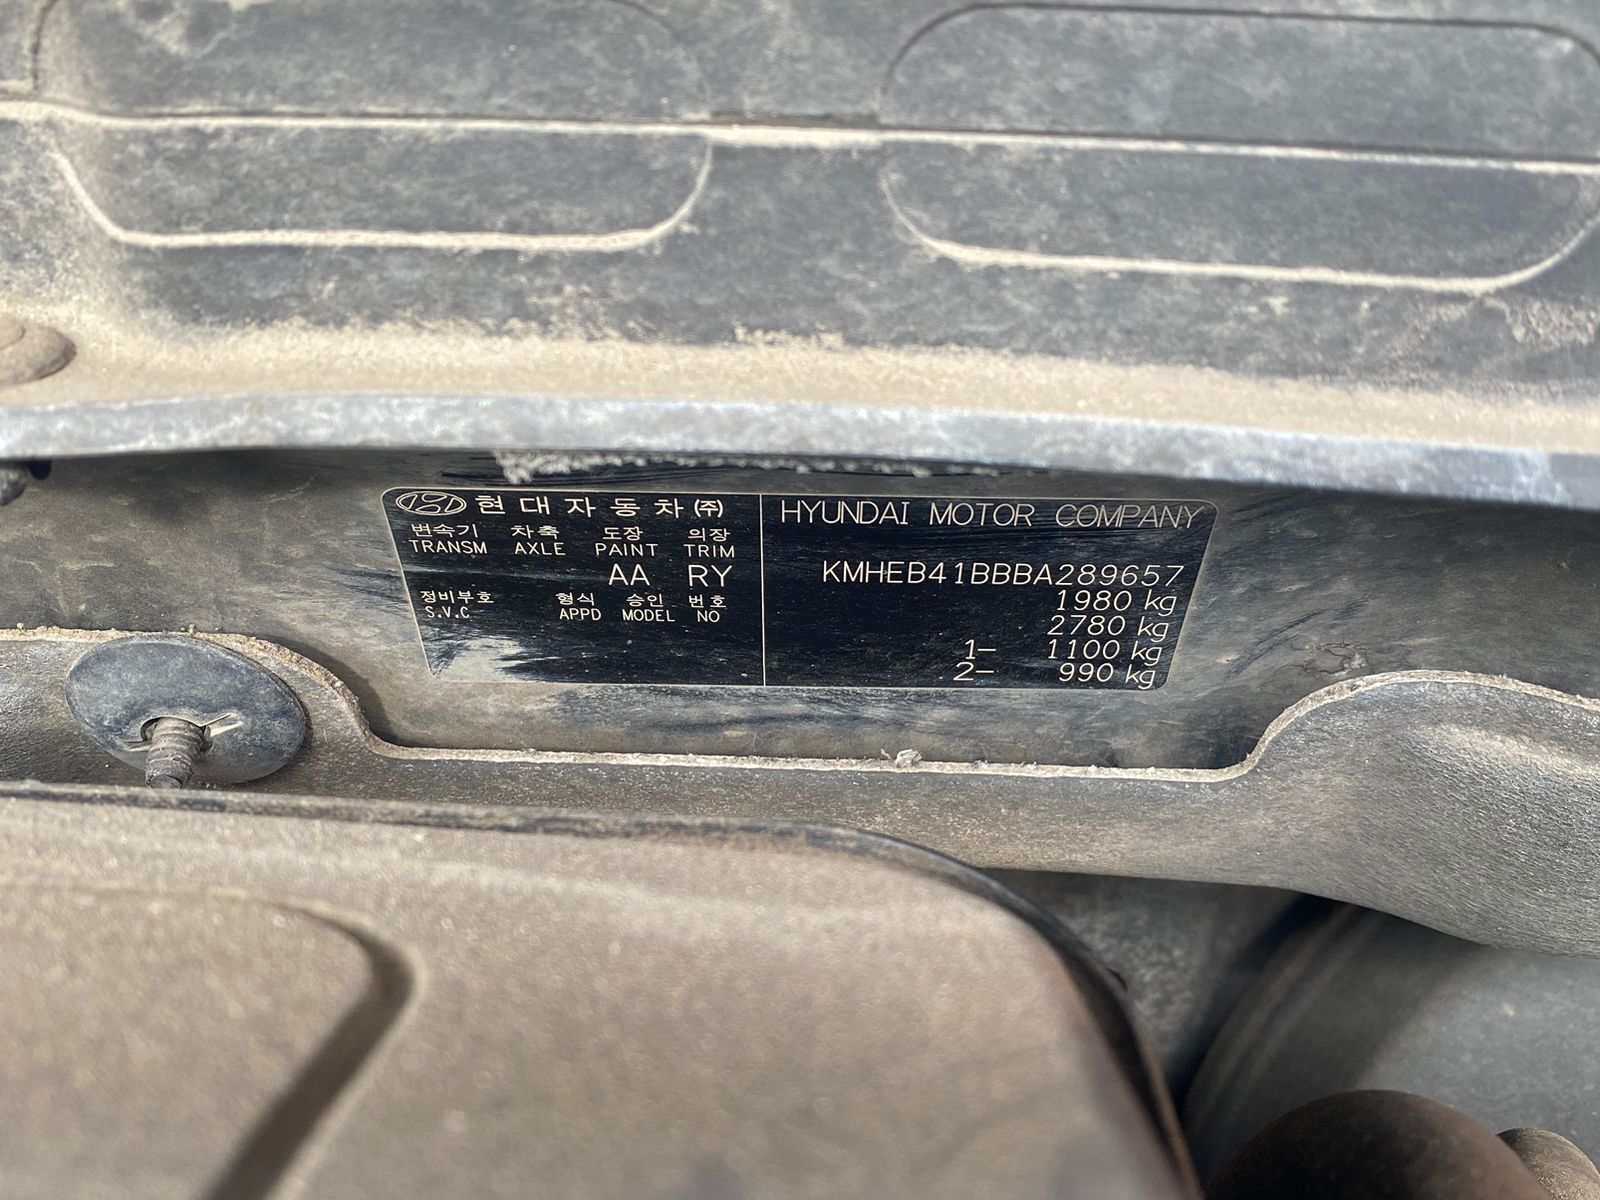 현대자동차(주)
변속기 차축 도장 의장
TRANSM AXLE PAINT TRIM
AA RY
정비부호 형식 승인 번호
S.V.C APPD MODEL NO
HYUNDAI MOTOR COMPANY
KMHEB41BBBA289657
1980 kg
2780 kg
1- 1100 kg
2- 990 kg